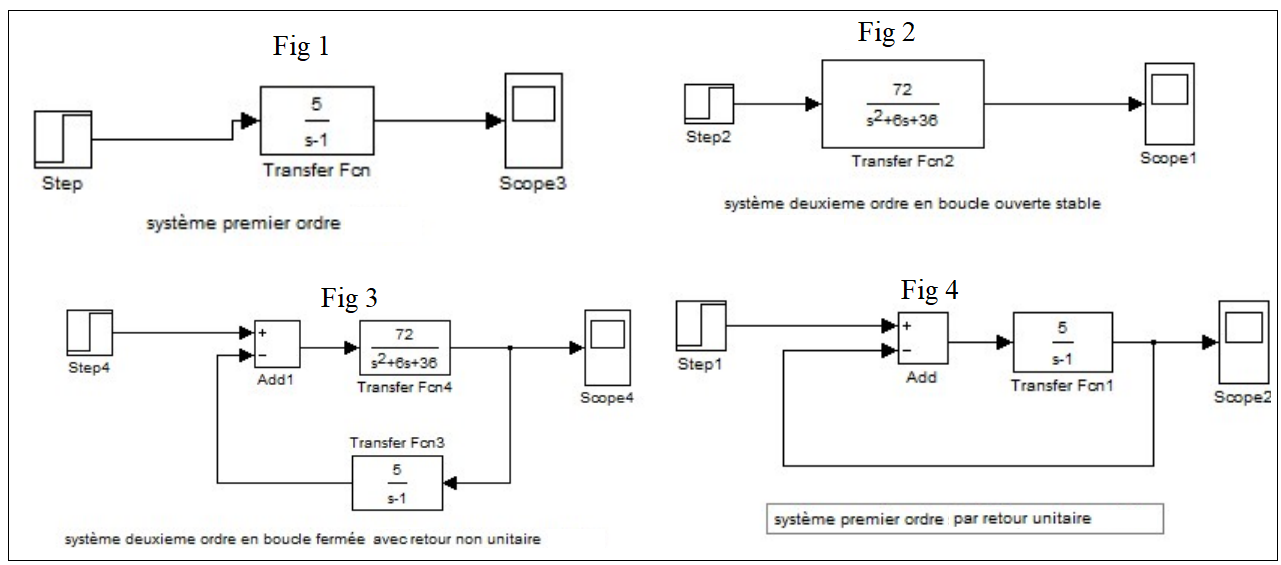 Fig 1
5
s-1
Step
Transfer Fcn
Scope3
système premier ordre
Fig 2
72
s²+6s+36
Step2
Transfer Fcn2
Scope1
système deuxieme ordre en boucle ouverte stable
Fig 3
+
−
72
s²+6s+36
Step4
Add1
Transfer Fcn4
Scope4
Transfer Fcn3
5
s-1
système deuxieme ordre en boucle fermée avec retour non unitaire
Fig 4
+
−
5
s-1
Step1
Add
Transfer Fcn1
Scope2
système premier ordre par retour unitaire